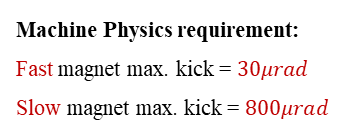 Machine Physics requirement:
Fast magnet max. kick = 30μrad
Slow magnet max. kick = 800μrad